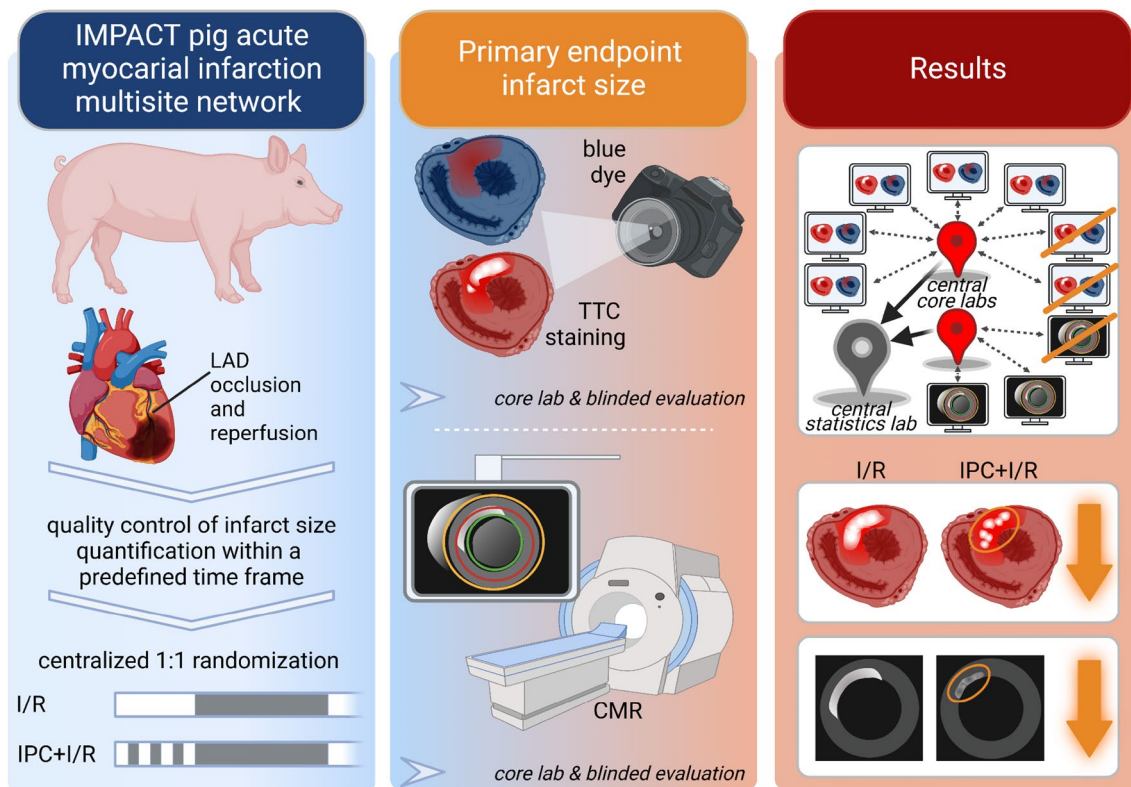 IMPACT pig acute
myocarial infarction
multisite network
LAD
occlusion
and
reperfusion
quality control of infarct size
quantification within a
predefined time frame
centralized 1:1 randomization
I/R
IPC+I/R
Primary endpoint
infarct size
blue
dye
TTC
staining
core lab & blinded evaluation
CMR
core lab & blinded evaluation
Results
central
core labs
central
statistics lab
I/R IPC+I/R